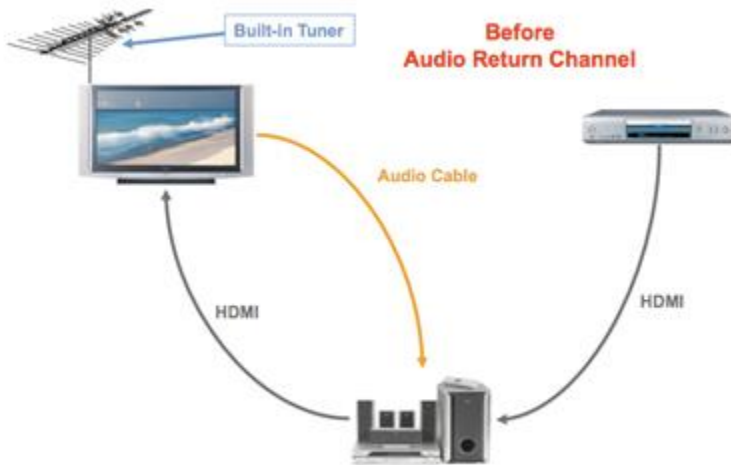 Built-in Tuner
Before
Audio Return Channel
Audio Cable
HDMI
HDMI